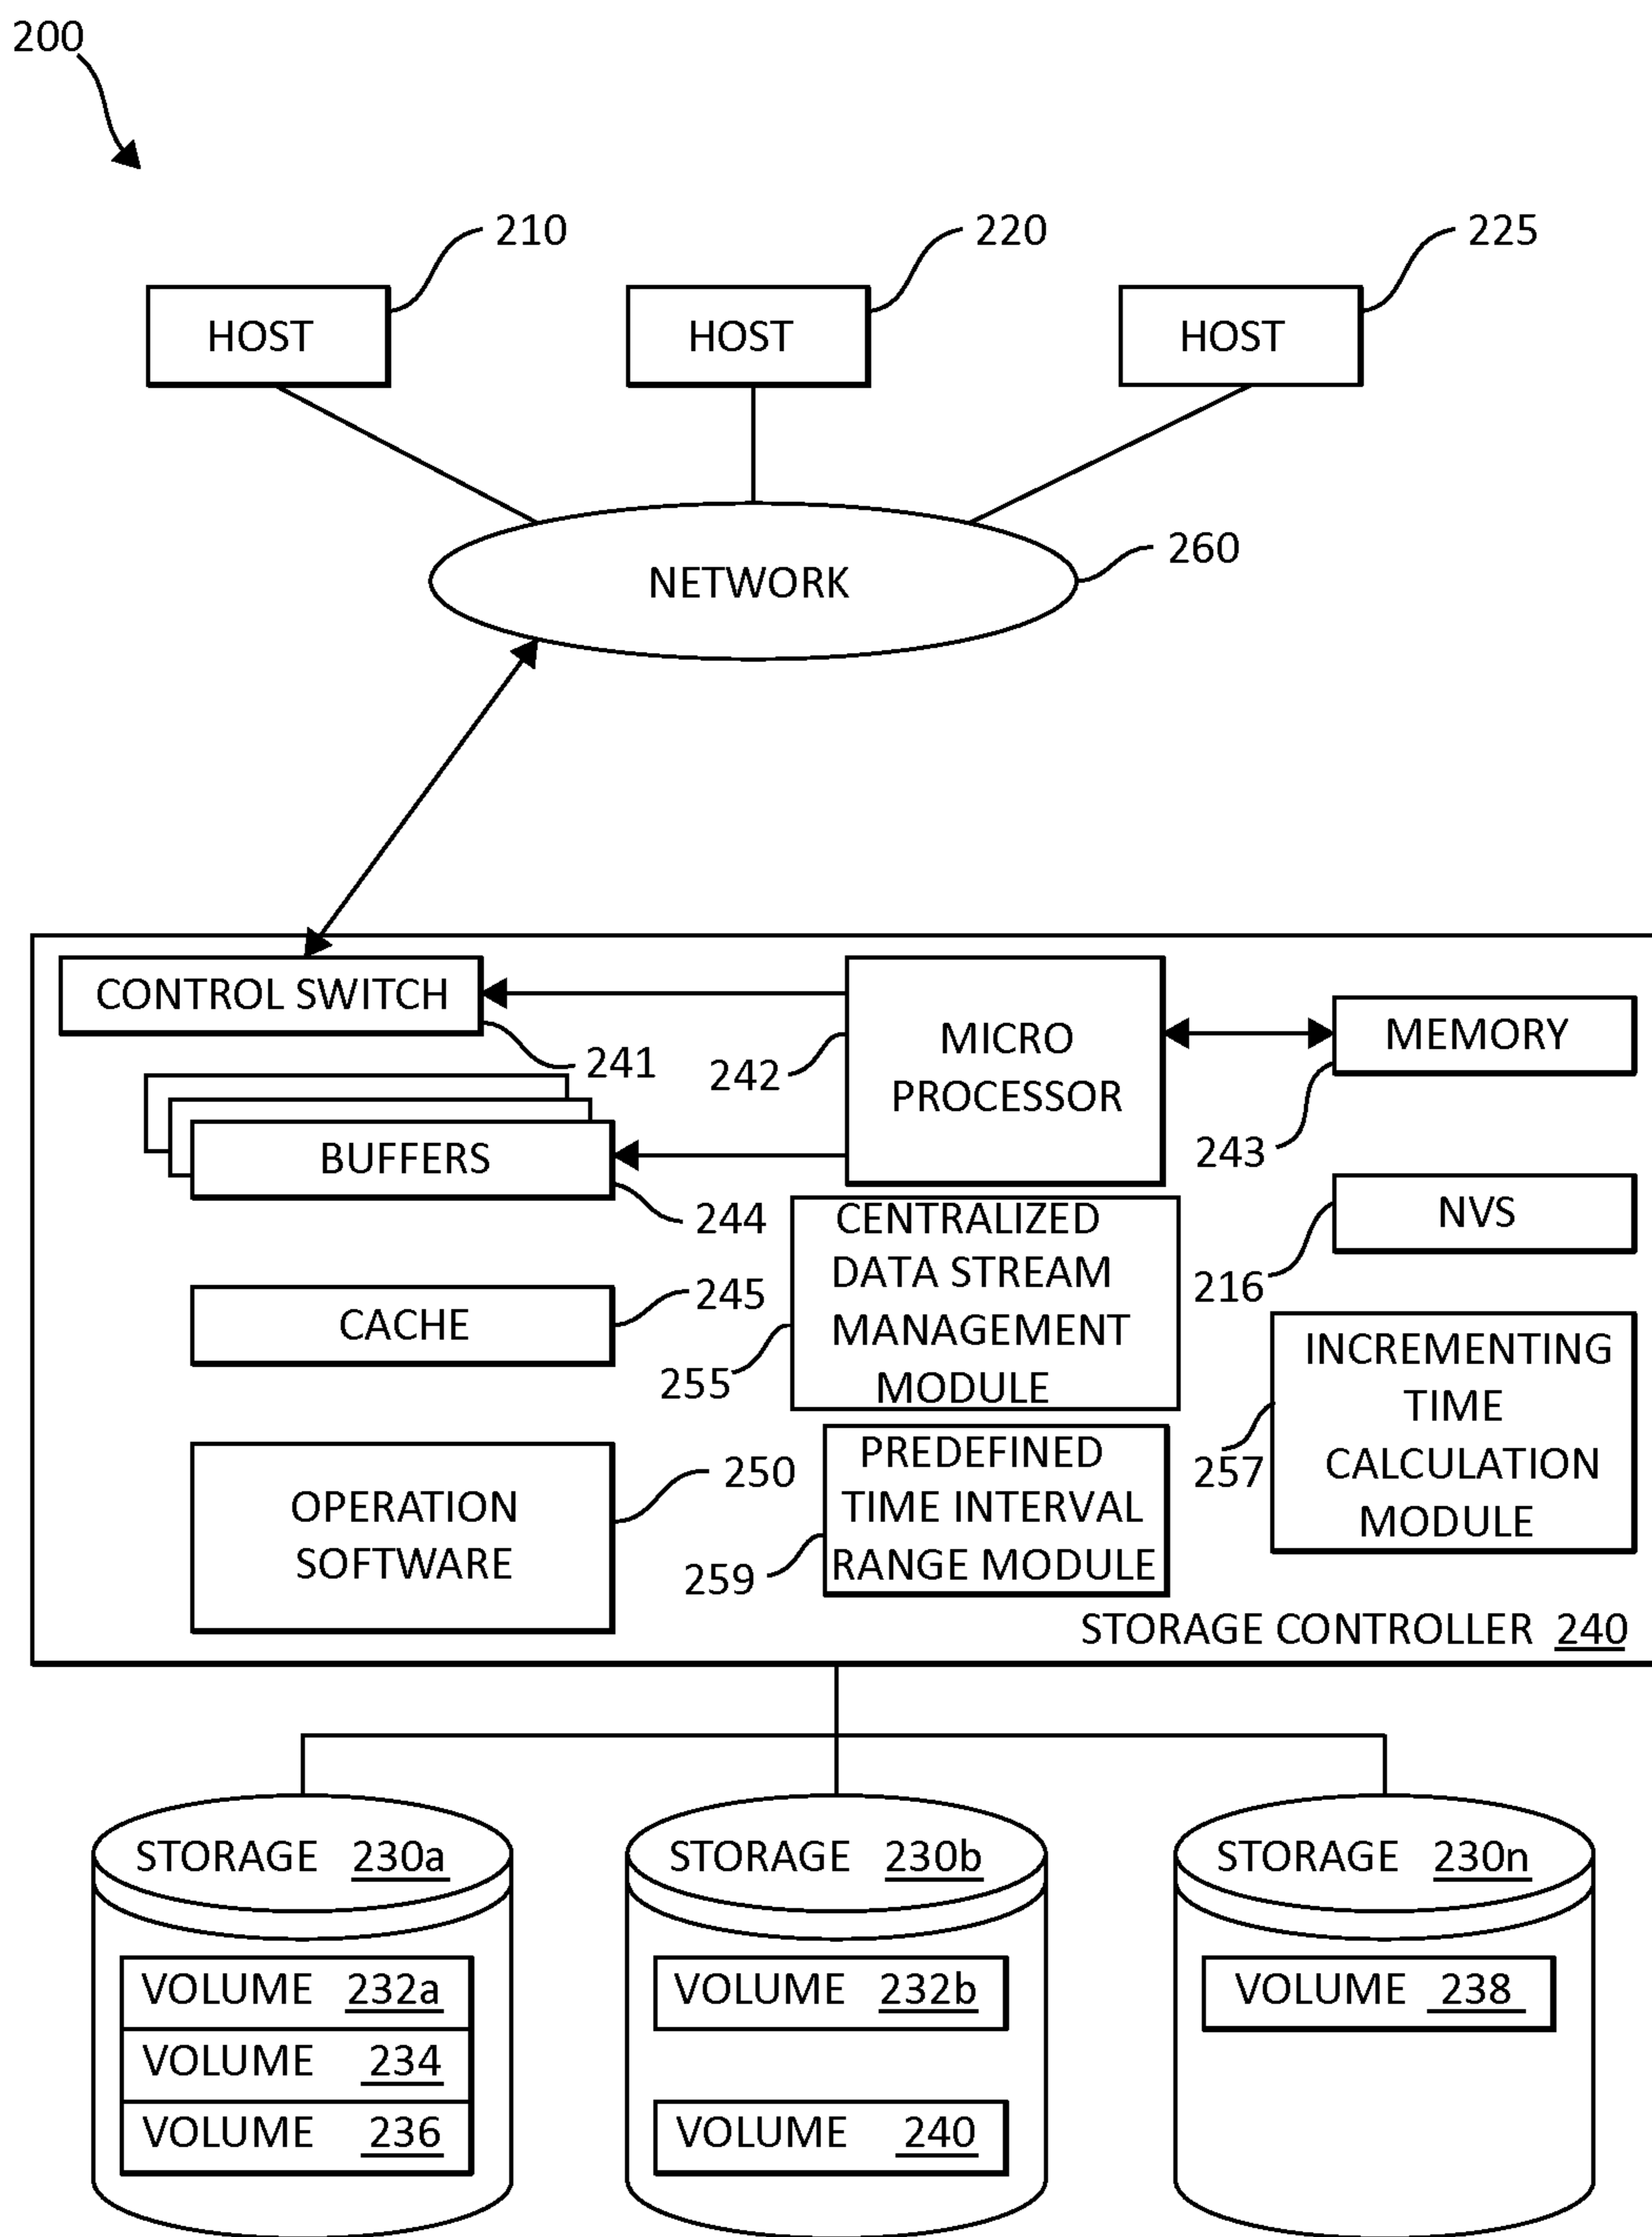 200
210
220
225
HOST
HOST
HOST
260
NETWORK
CONTROL SWITCH
241
242
MICRO
PROCESSOR
MEMORY
243
BUFFERS
244
NVS
216
CENTRALIZED
DATA STREAM
MANAGEMENT
MODULE
255
CACHE
245
INCREMENTING
TIME
CALCULATION
MODULE
257
OPERATION
SOFTWARE
250
PREDEFINED
TIME INTERVAL
RANGE MODULE
259
STORAGE CONTROLLER 240
STORAGE 230a
STORAGE 230b
STORAGE 230n
VOLUME 232a
VOLUME 234
VOLUME 236
VOLUME 232b
VOLUME 240
VOLUME 238